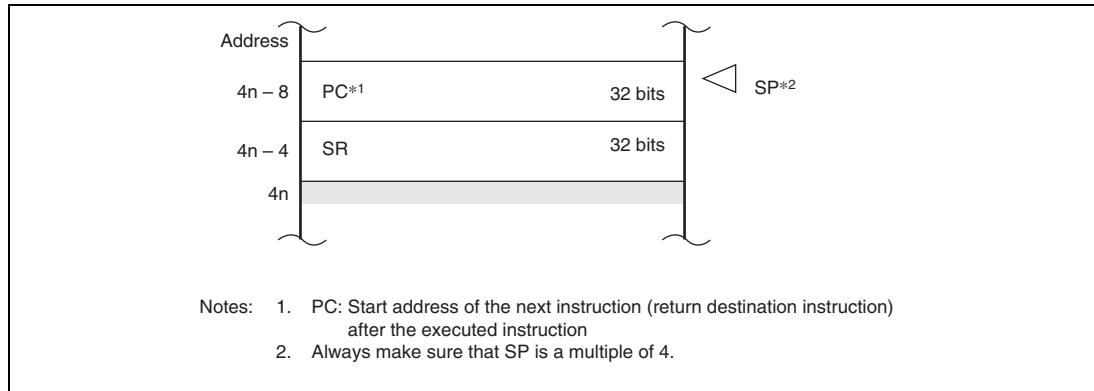 Address
4n – 8 PC*1 32 bits SP*2
4n – 4 SR 32 bits
4n
Notes: 1. PC: Start address of the next instruction (return destination instruction)
after the executed instruction
2. Always make sure that SP is a multiple of 4.